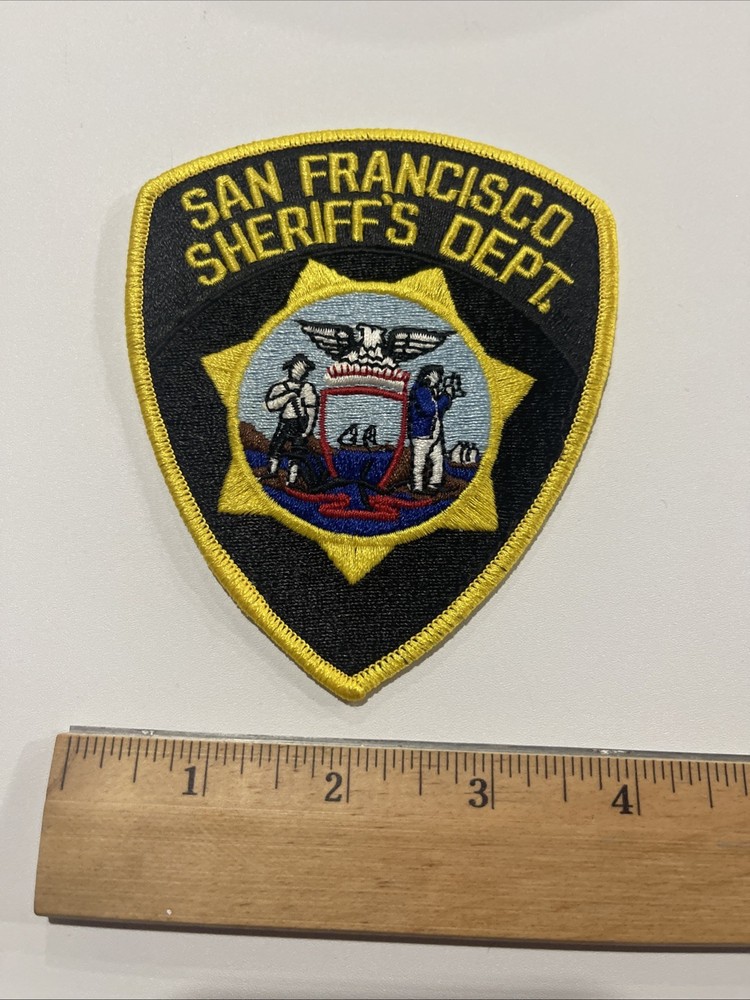 SAN FRANCISCO
SHERIFF'S DEPT.
1 2 3 4